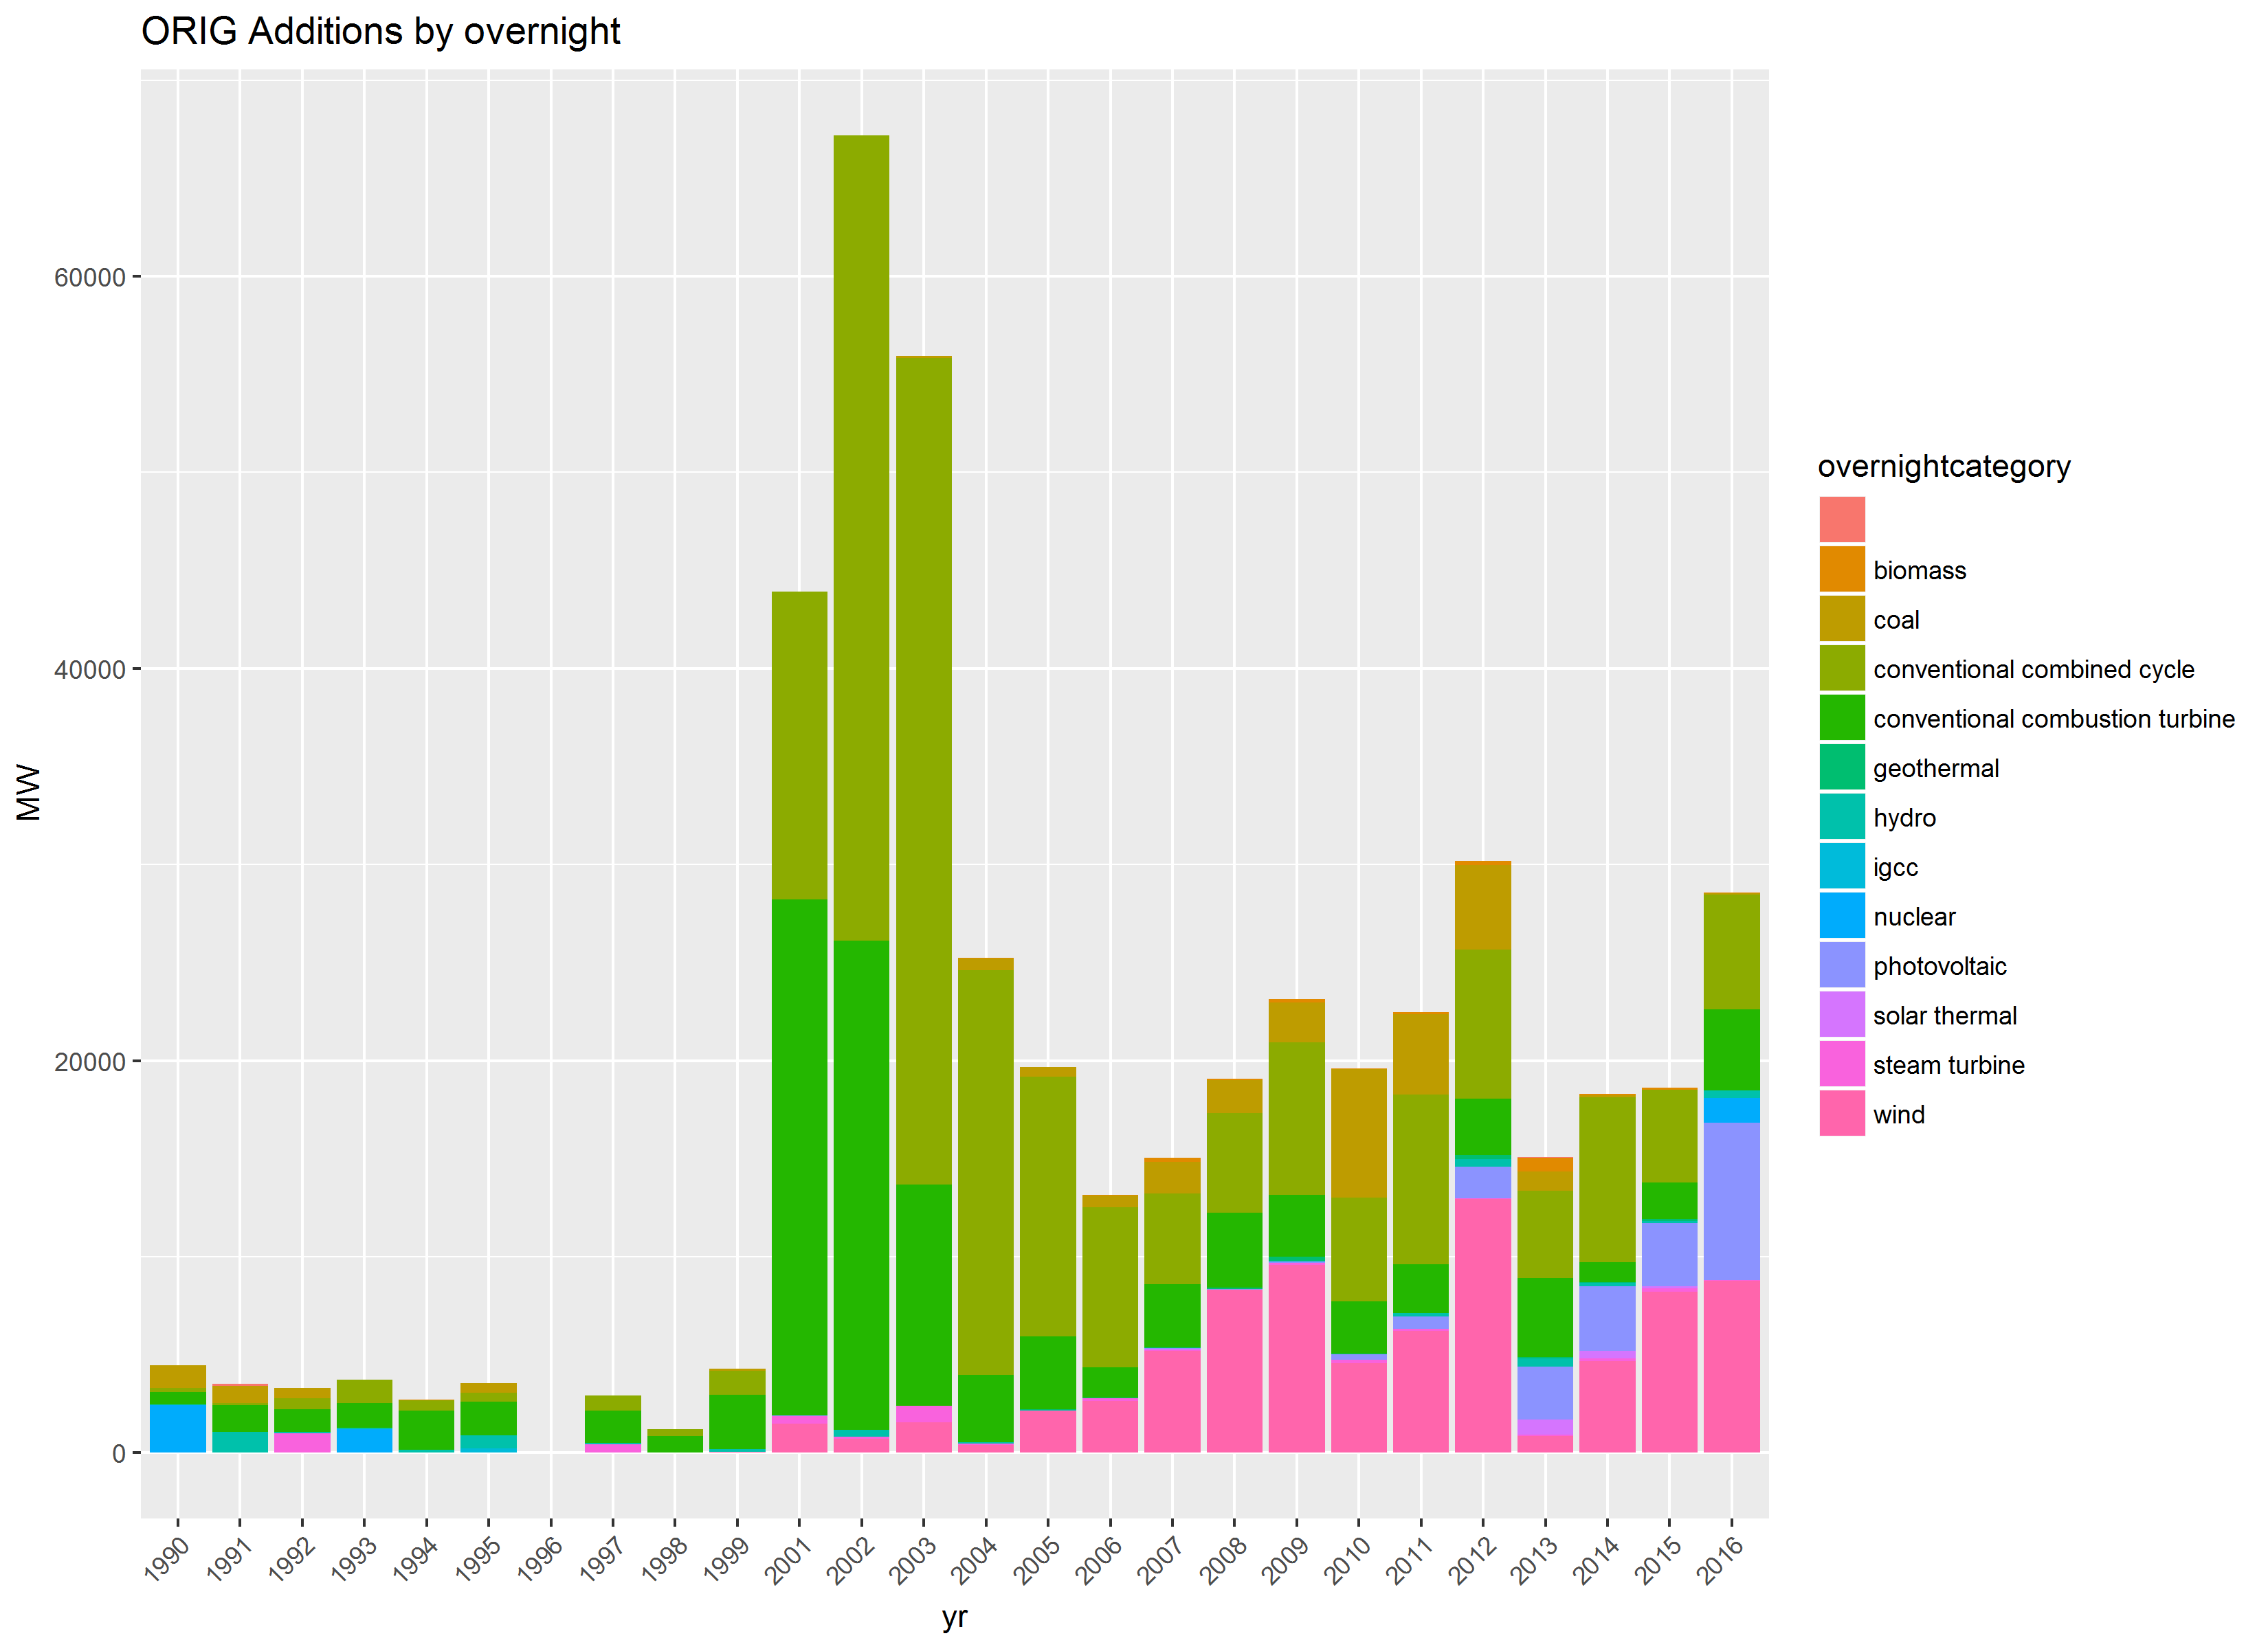 ORIG Additions by overnight
MW
60000
40000
20000
0
1990 1991 1992 1993 1994 1995 1996 1997 1998 1999 2001 2002 2003 2004 2005 2006 2007 2008 2009 2010 2011 2012 2013 2014 2015 2016
yr
overnightcategory
biomass
coal
conventional combined cycle
conventional combustion turbine
geothermal
hydro
igcc
nuclear
photovoltaic
solar thermal
steam turbine
wind